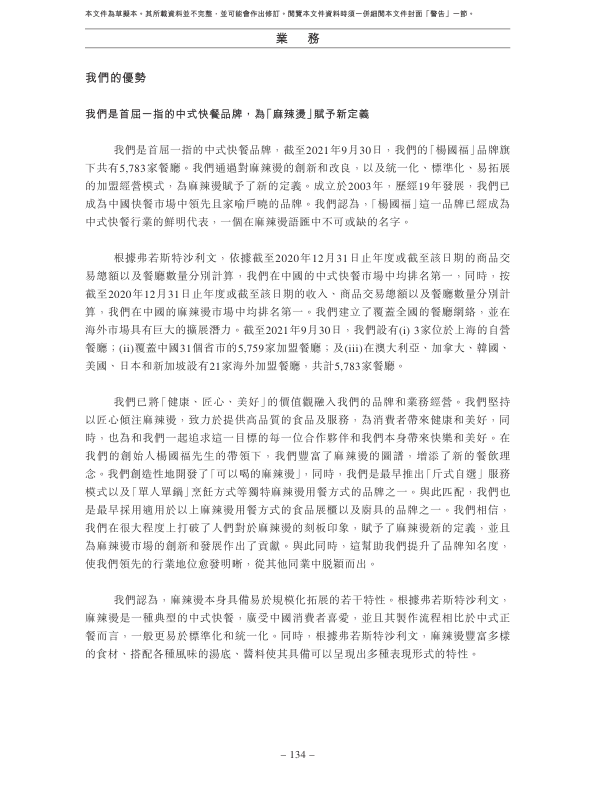 本文件為草擬本。其所載資料並不完整，並可能會作出修訂。閱覽本文件資料時須一併細閱本文件封面「警告」一節。
業 務
我們的優勢
我們是首屈一指的中式快餐品牌，為「麻辣燙」賦予新定義
我們是首屈一指的中式快餐品牌，截至2021年9月30日，我們的「楊國福」品牌旗
下共有5,783家餐廳。我們通過對麻辣燙的創新和改良，以及統一化、標準化、易拓展
的加盟經營模式，為麻辣燙賦予了新的定義。成立於2003年，歷經19年發展，我們已
成為中國快餐市場中領先且家喻戶曉的品牌。我們認為，「楊國福」這一品牌已經成為
中式快餐行業的鮮明代表，一個在麻辣燙語匯中不可或缺的名字。
根據弗若斯特沙利文，依據截至2020年12月31日止年度或截至該日期的商品交
易總額以及餐廳數量分別計算，我們在中國的中式快餐市場中均排名第一，同時，按
截至2020年12月31日止年度或截至該日期的收入、商品交易總額以及餐廳數量分別計
算，我們在中國的麻辣燙市場中均排名第一。我們建立了覆蓋全國的餐廳網絡，並在
海外市場具有巨大的擴展潛力。截至2021年9月30日，我們設有(i) 3家位於上海的自營
餐廳；(ii)覆蓋中國31個省市的5,759家加盟餐廳；及(iii)在澳大利亞、加拿大、韓國、
美國、日本和新加坡設有21家海外加盟餐廳，共計5,783家餐廳。
我們已將「健康、匠心、美好」的價值觀融入我們的品牌和業務經營。我們堅持
以匠心傾注麻辣燙，致力於提供高品質的食品及服務，為消費者帶來健康和美好，同
時，也為和我們一起追求這一目標的每一位合作夥伴和我們本身帶來快樂和美好。在
我們的創始人楊國福先生的帶領下，我們豐富了麻辣燙的圖譜，增添了新的餐飲理
念。我們創造性地開發了「可以喝的麻辣燙」，同時，我們是最早推出「斤式自選」服務
模式以及「單人單鍋」烹飪方式等獨特麻辣燙用餐方式的品牌之一。與此匹配，我們也
是最早採用適用於以上麻辣燙用餐方式的食品展櫃以及廚具的品牌之一。我們相信，
我們在很大程度上打破了人們對於麻辣燙的刻板印象，賦予了麻辣燙新的定義，並且
為麻辣燙市場的創新和發展作出了貢獻。與此同時，這幫助我們提升了品牌知名度，
使我們領先的行業地位愈發明晰，從其他同業中脱穎而出。
我們認為，麻辣燙本身具備易於規模化拓展的若干特性。根據弗若斯特沙利文，
麻辣燙是一種典型的中式快餐，廣受中國消費者喜愛，並且其製作流程相比於中式正
餐而言，一般更易於標準化和統一化。同時，根據弗若斯特沙利文，麻辣燙豐富多樣
的食材、搭配各種風味的湯底、醬料使其具備可以呈現出多種表現形式的特性。
– 134 –